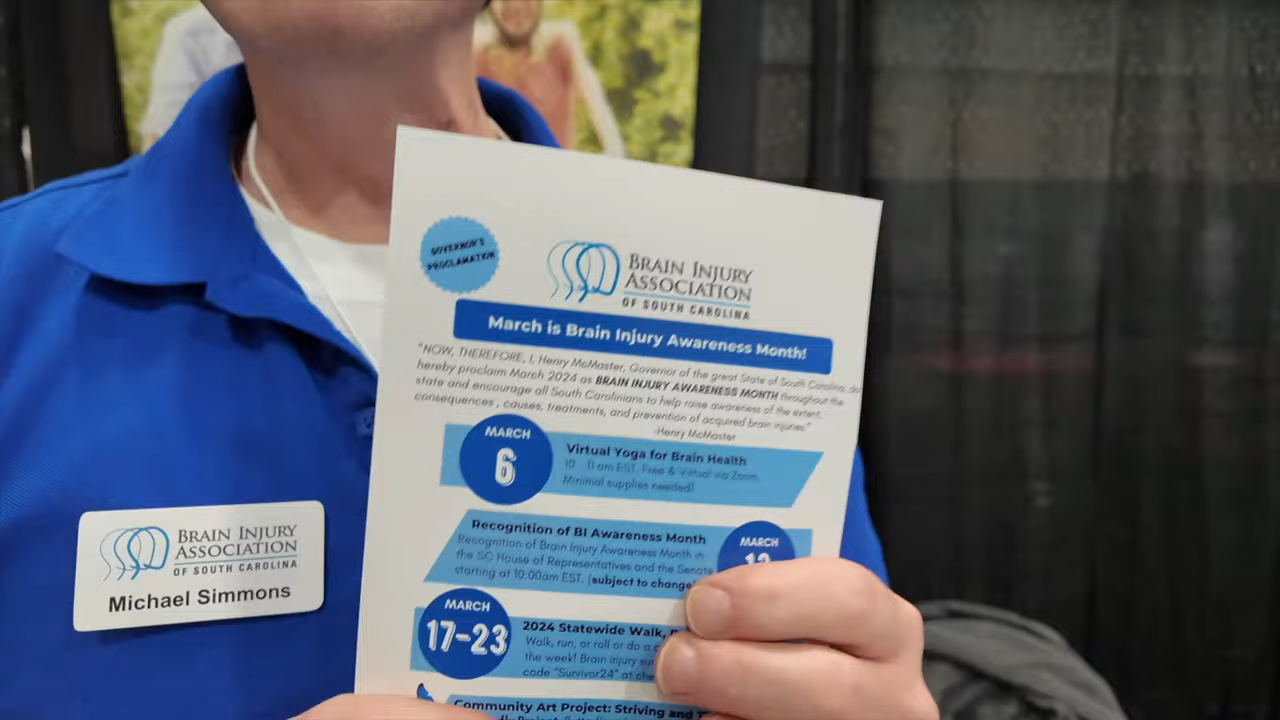 GOVERNOR'S
PROCLAMATION
BRAIN INJURY
ASSOCIATION
OF SOUTH CAROLINA
March is Brain Injury Awareness Month!
"NOW, THEREFORE, I, Henry McMaster, Governor of the great State of South Carolina, do
hereby proclaim March 2024 as BRAIN INJURY AWARENESS MONTH throughout the
state and encourage all South Carolinians to help raise awareness of the extent,
consequences , causes, treatments, and prevention of acquired brain injuries"
-Henry McMaster
MARCH
6
Virtual Yoga for Brain Health
10 - 11 am EST. Free & Virtual via Zoom.
Minimal supplies needed!
Recognition of BI Awareness Month
Recognition of Brain Injury Awareness Month in
the SC House of Representatives and the Senate
starting at 10:00am EST. (subject to change
MARCH
MARCH
17-23
2024 Statewide Walk,
Walk, run, or roll or do a
the week! Brain injury
code "Survivor24" at
Community Art Project: Striving and
BRAIN INJURY
ASSOCIATION
OF SOUTH CAROLINA
Michael Simmons